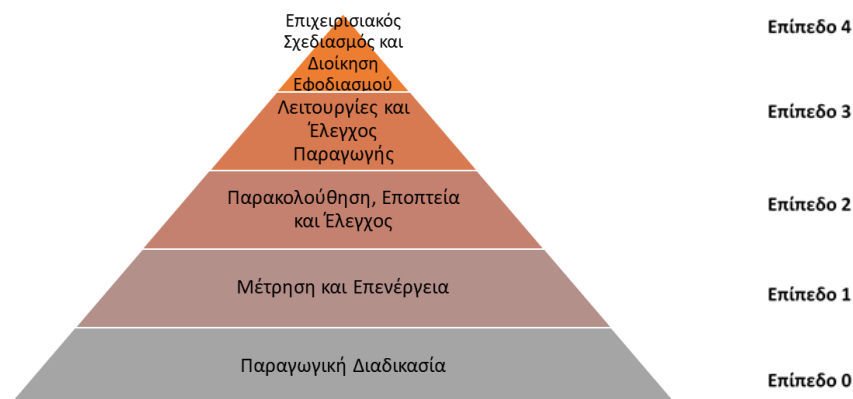 Επιχειρισιακός
Σχεδιασμός και
Διοίκηση
Εφοδιασμού
Επίπεδο 4
Λειτουργίες και
Έλεγχος
Παραγωγής
Επίπεδο 3
Παρακολούθηση, Εποπτεία
και Έλεγχος
Επίπεδο 2
Μέτρηση και Επενέργεια
Επίπεδο 1
Παραγωγική Διαδικασία
Επίπεδο 0